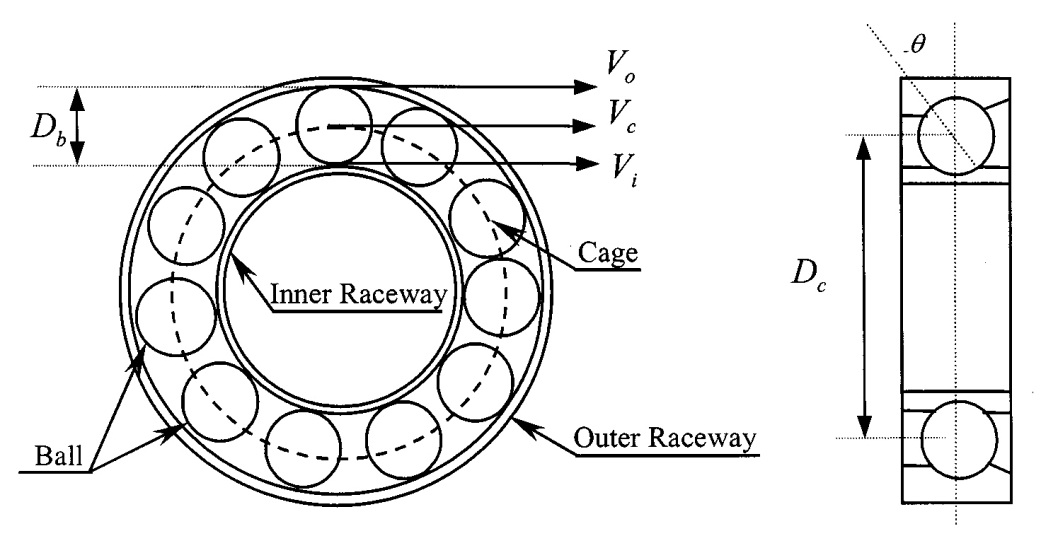 V_o
θ
V_c
D_b
V_i
Cage
D_c
Inner Raceway
Outer Raceway
Ball